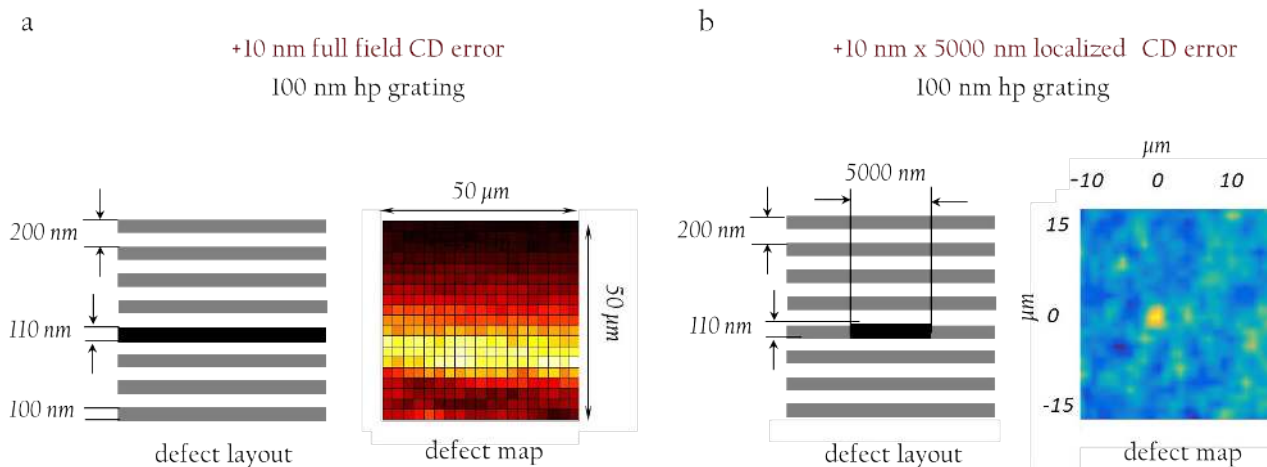 a
+10 nm full field CD error
100 nm hp grating
50 µm
200 nm
50 µm
110 nm
100 nm
defect layout
defect map
b
+10 nm x 5000 nm localized CD error
100 nm hp grating
µm
5000 nm
-10 0 10
200 nm
15
µm
0
110 nm
-15
defect layout
defect map